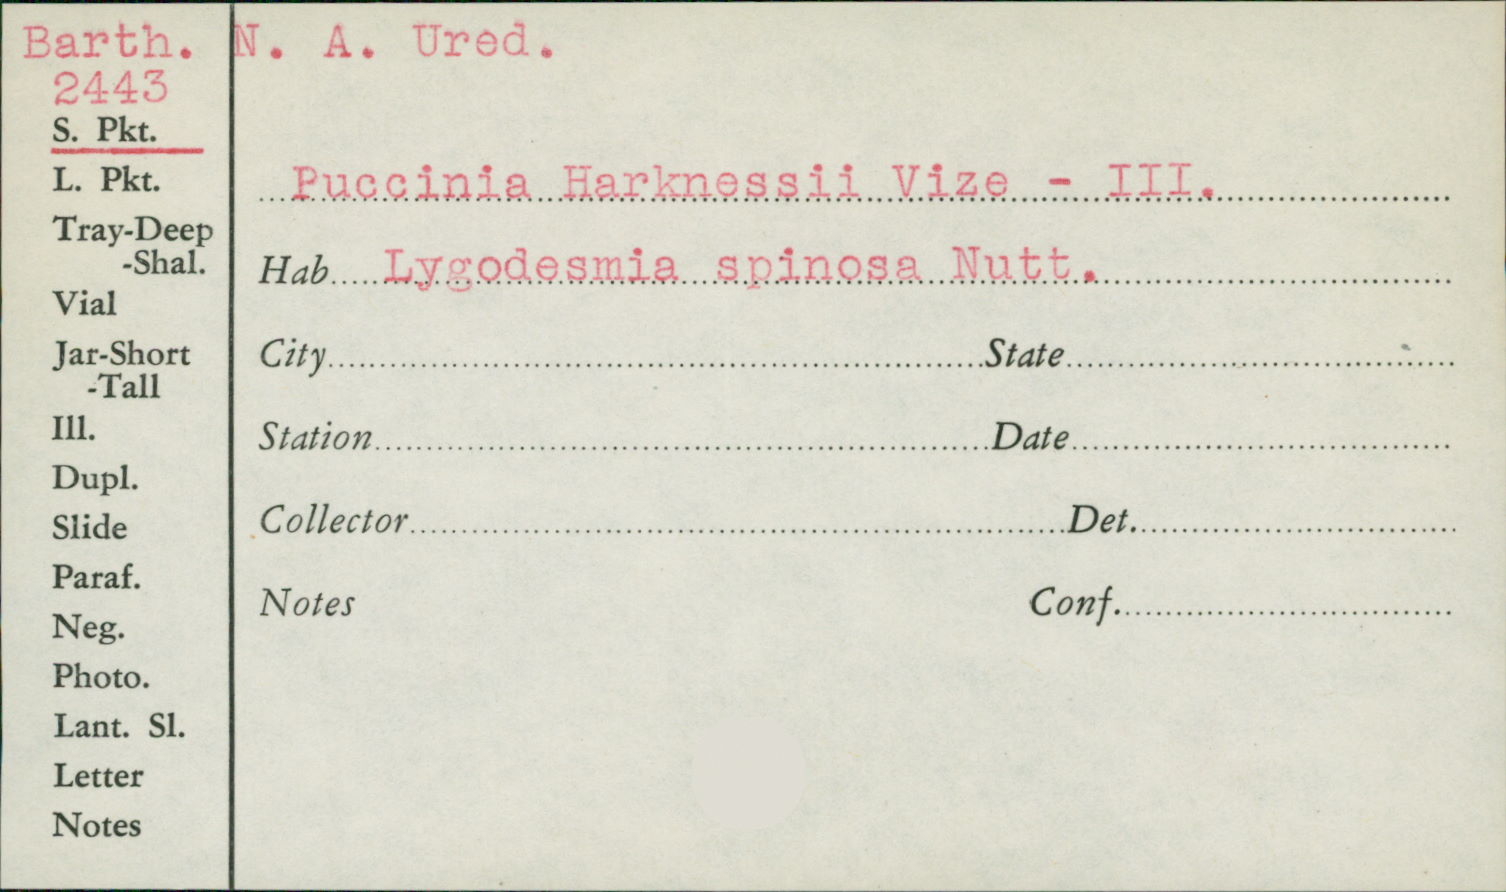 Barth. N. A. Ured.
2443
S. Pkt.
L. Pkt.
Tray-Deep
-Shal.
Vial
Jar-Short
-Tall
Ill.
Dupl.
Slide
Paraf.
Neg.
Photo.
Lant. Sl.
Letter
Notes
Puccinia Harknessii Vize - III.
Hab. Lygodesmia spinosa Nutt.
City State
Station Date
Collector Det.
Notes Conf.